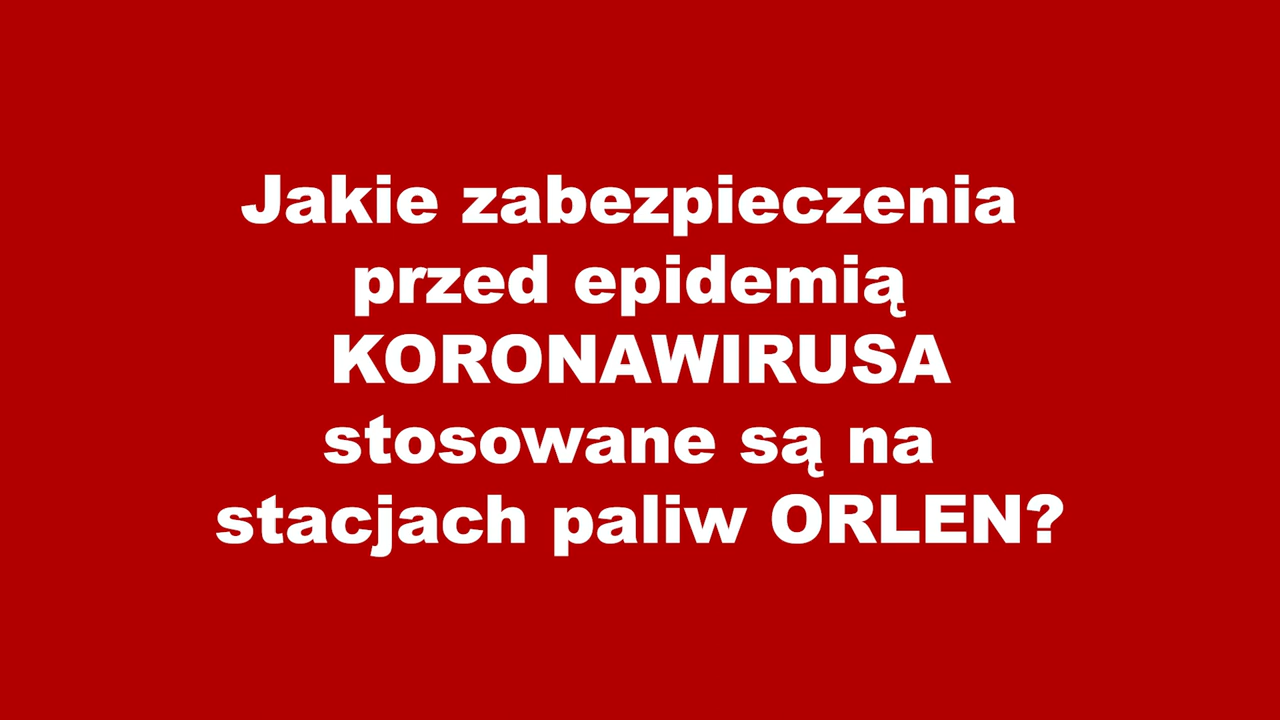 Jakie zabezpieczenia
przed epidemią
KORONAWIRUSA
stosowane są na
stacjach paliw ORLEN?